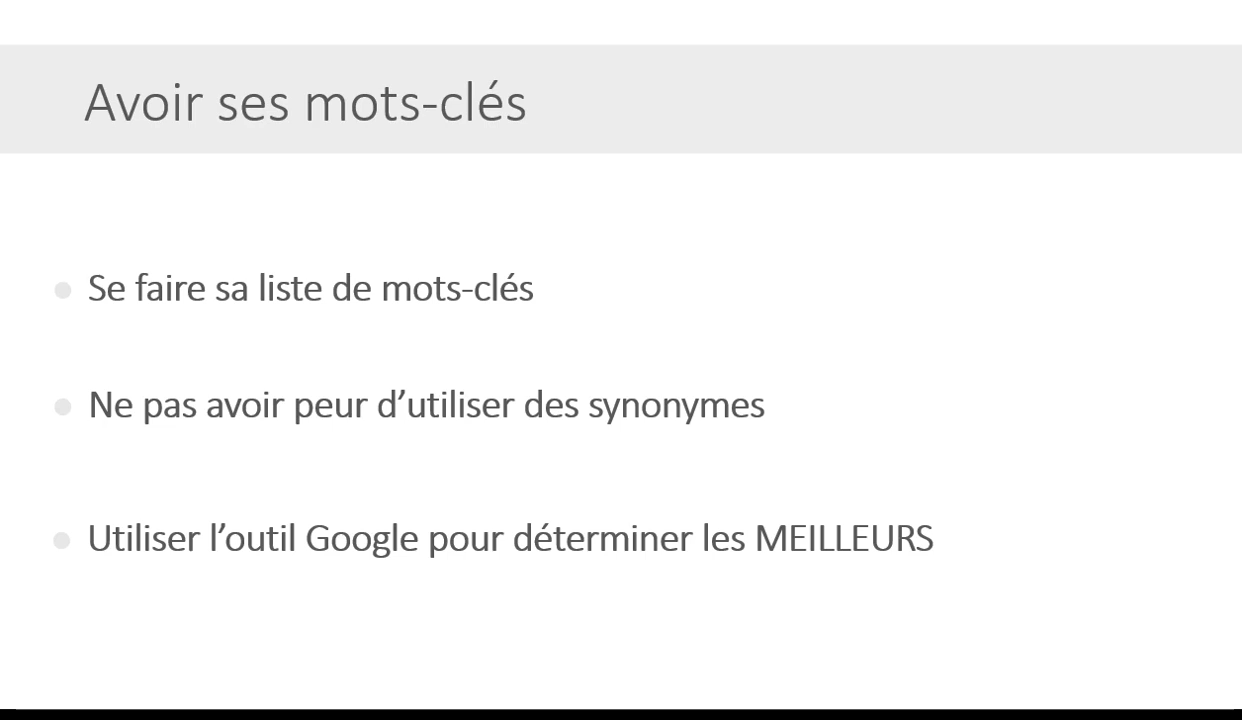 Avoir ses mots-clés
Se faire sa liste de mots-clés
Ne pas avoir peur d’utiliser des synonymes
Utiliser l’outil Google pour déterminer les MEILLEURS